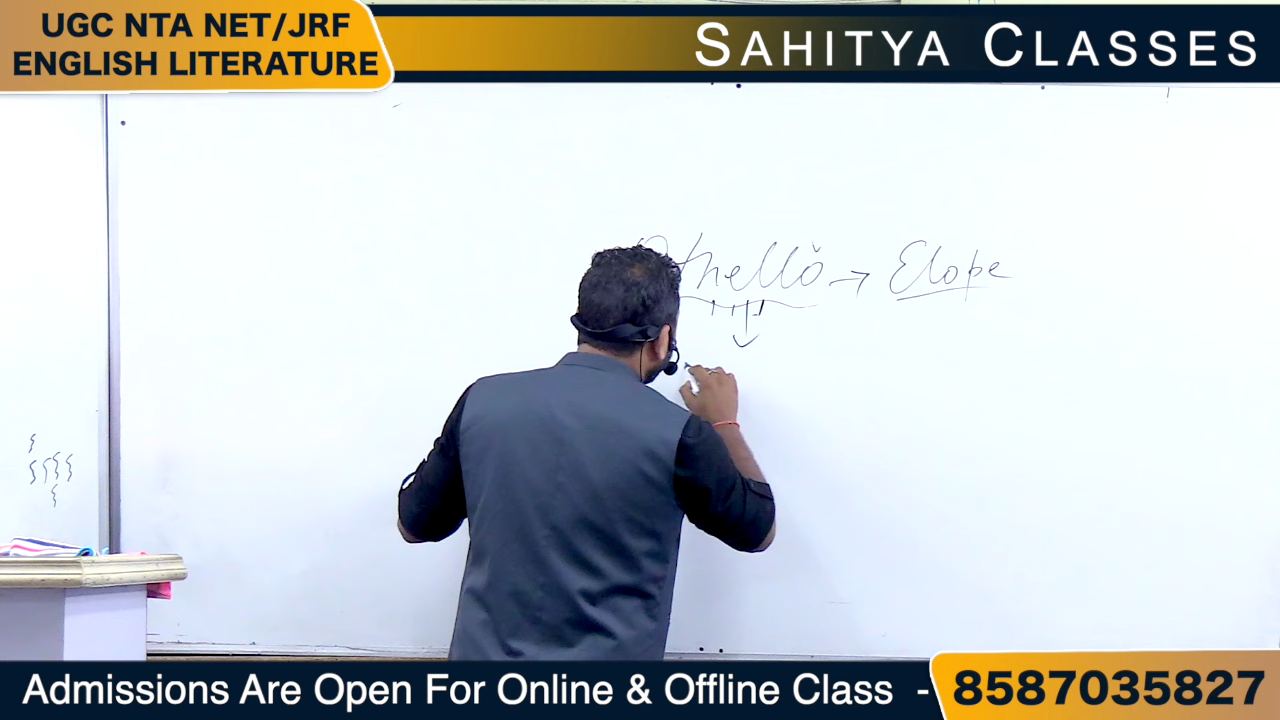 UGC NTA NET/JRF
ENGLISH LITERATURE
SAHITYA CLASSES
Othello → Elope
Admissions Are Open For Online & Offline Class - 8587035827